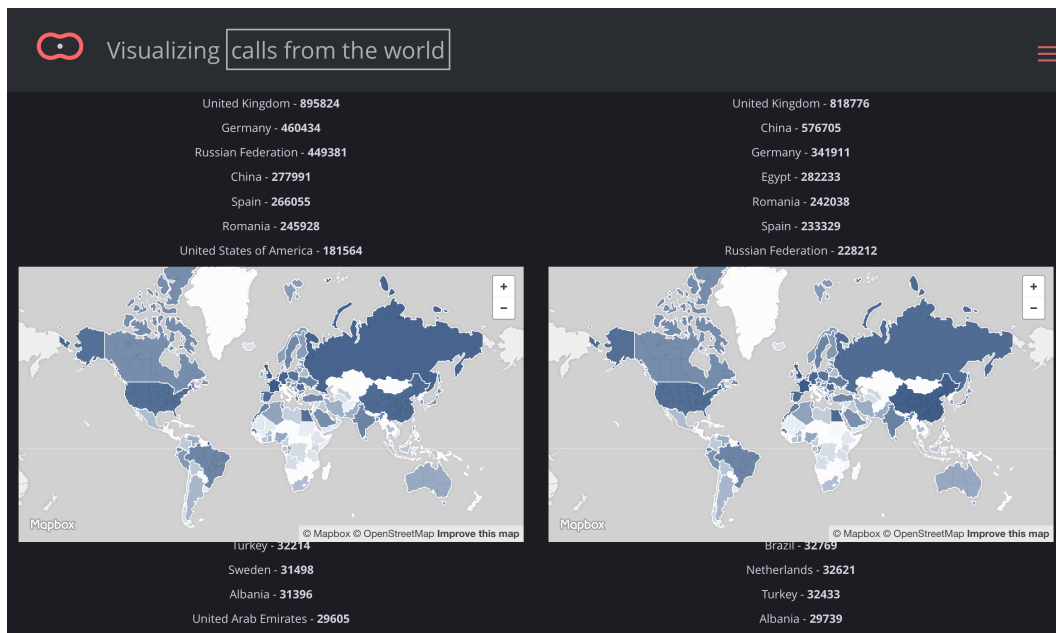 Visualizing calls from the world
United Kingdom - 895824
Germany - 460434
Russian Federation - 449381
China - 277991
Spain - 266055
Romania - 245928
United States of America - 181564
+
−
Mapbox
© Mapbox © OpenStreetMap Improve this map
Turkey - 32214
Sweden - 31498
Albania - 31396
United Arab Emirates - 29605
United Kingdom - 818776
China - 576705
Germany - 341911
Egypt - 282233
Romania - 242038
Spain - 233329
Russian Federation - 228212
+
−
Mapbox
© Mapbox © OpenStreetMap Improve this map
Brazil - 32769
Netherlands - 32621
Turkey - 32433
Albania - 29739